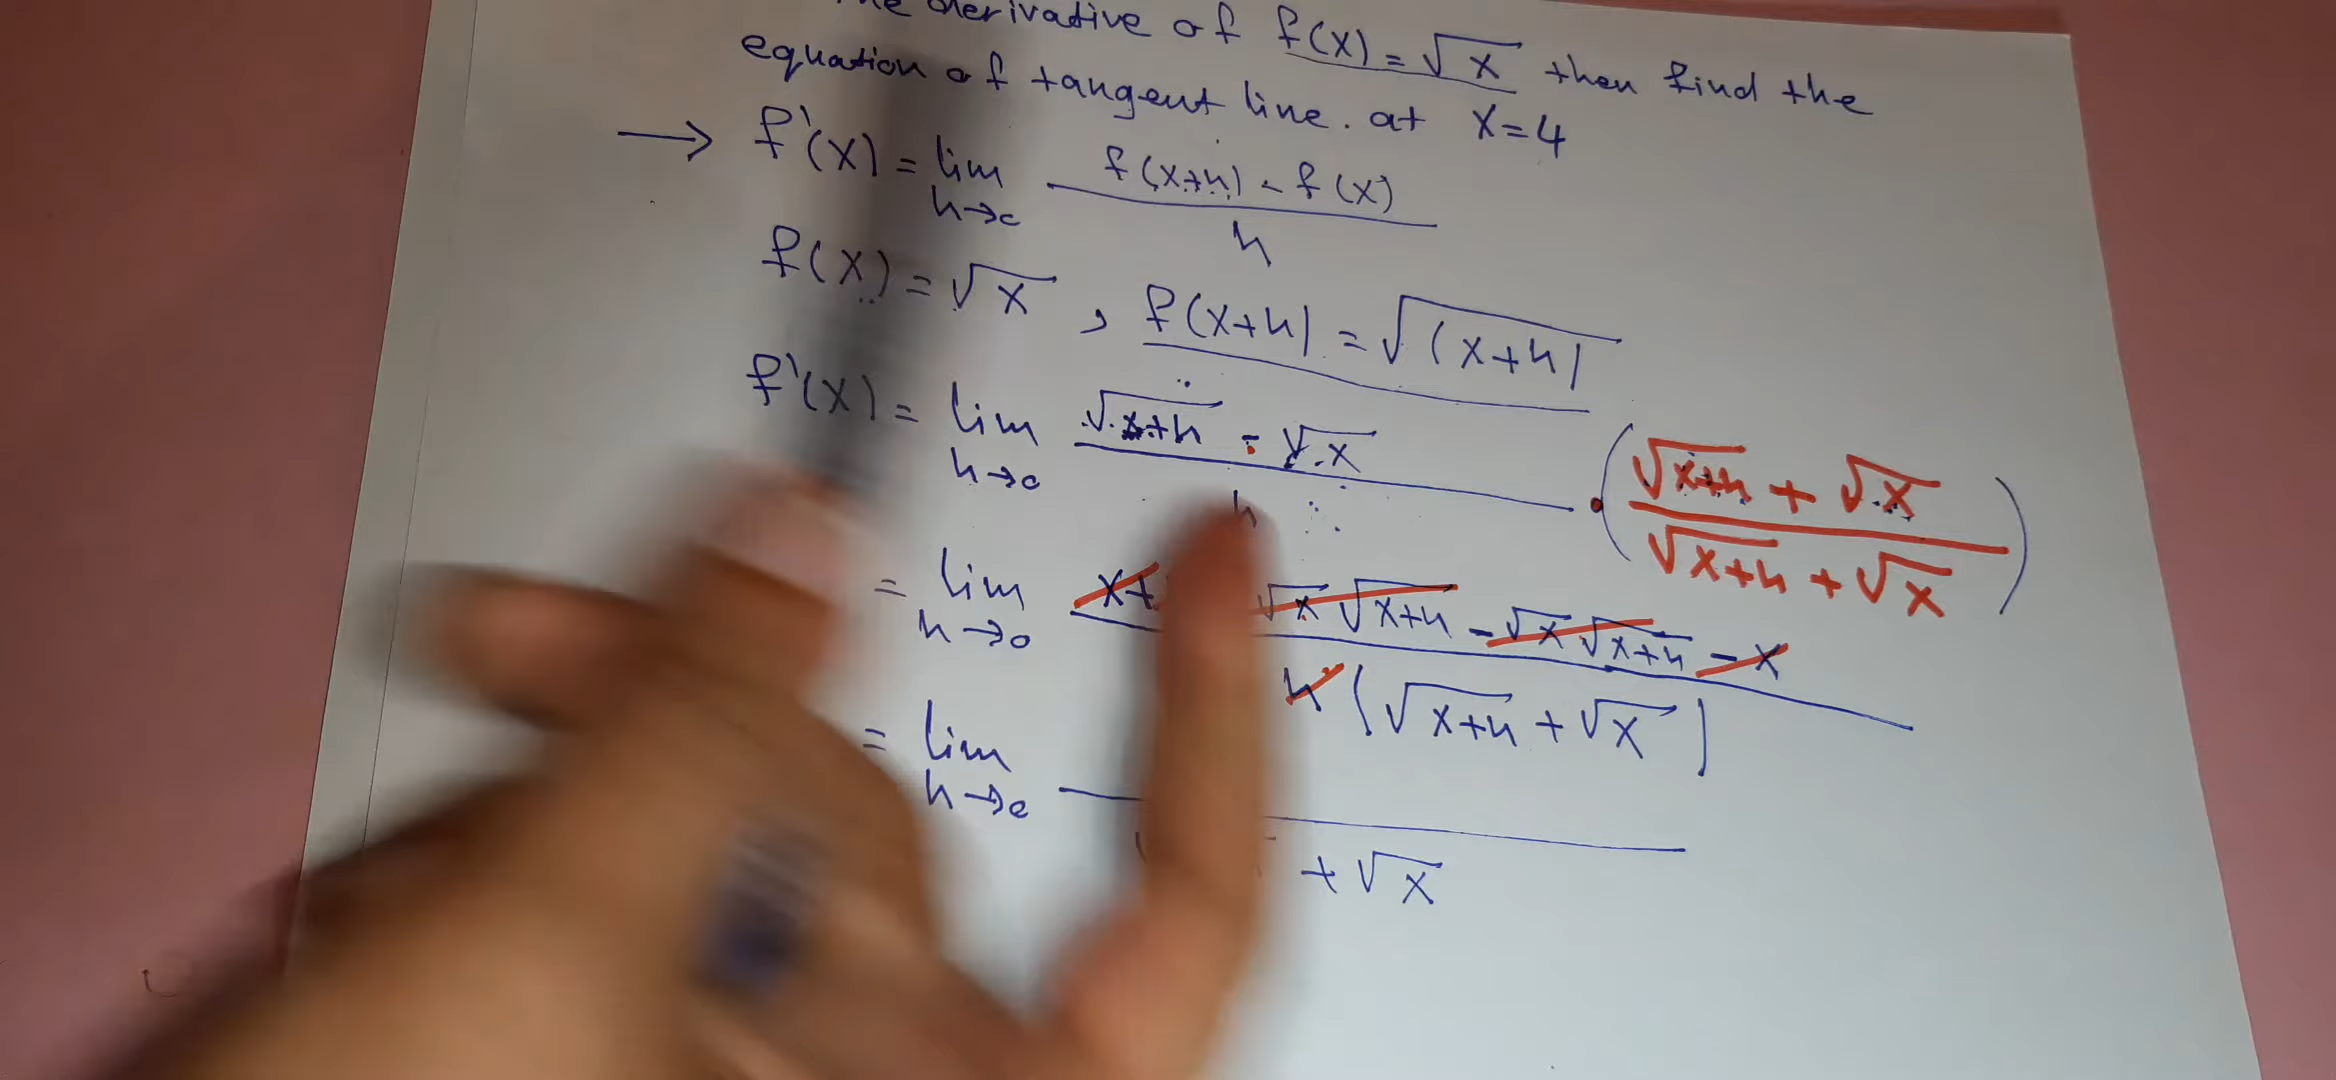 the derivative of f(x) = √x then find the
equation of tangent line. at x=4
→ f'(x) = lim h→0 (f(x+h) - f(x)) / h
f(x) = √x , f(x+h) = √(x+h)
f'(x) = lim h→0 (√x+h - √x) / h · ((√x+h + √x) / (√x+h + √x))
= lim h→0 x+ √x √x+h - √x √x+h - x / h (√x+h + √x)
= lim h→0 + √x